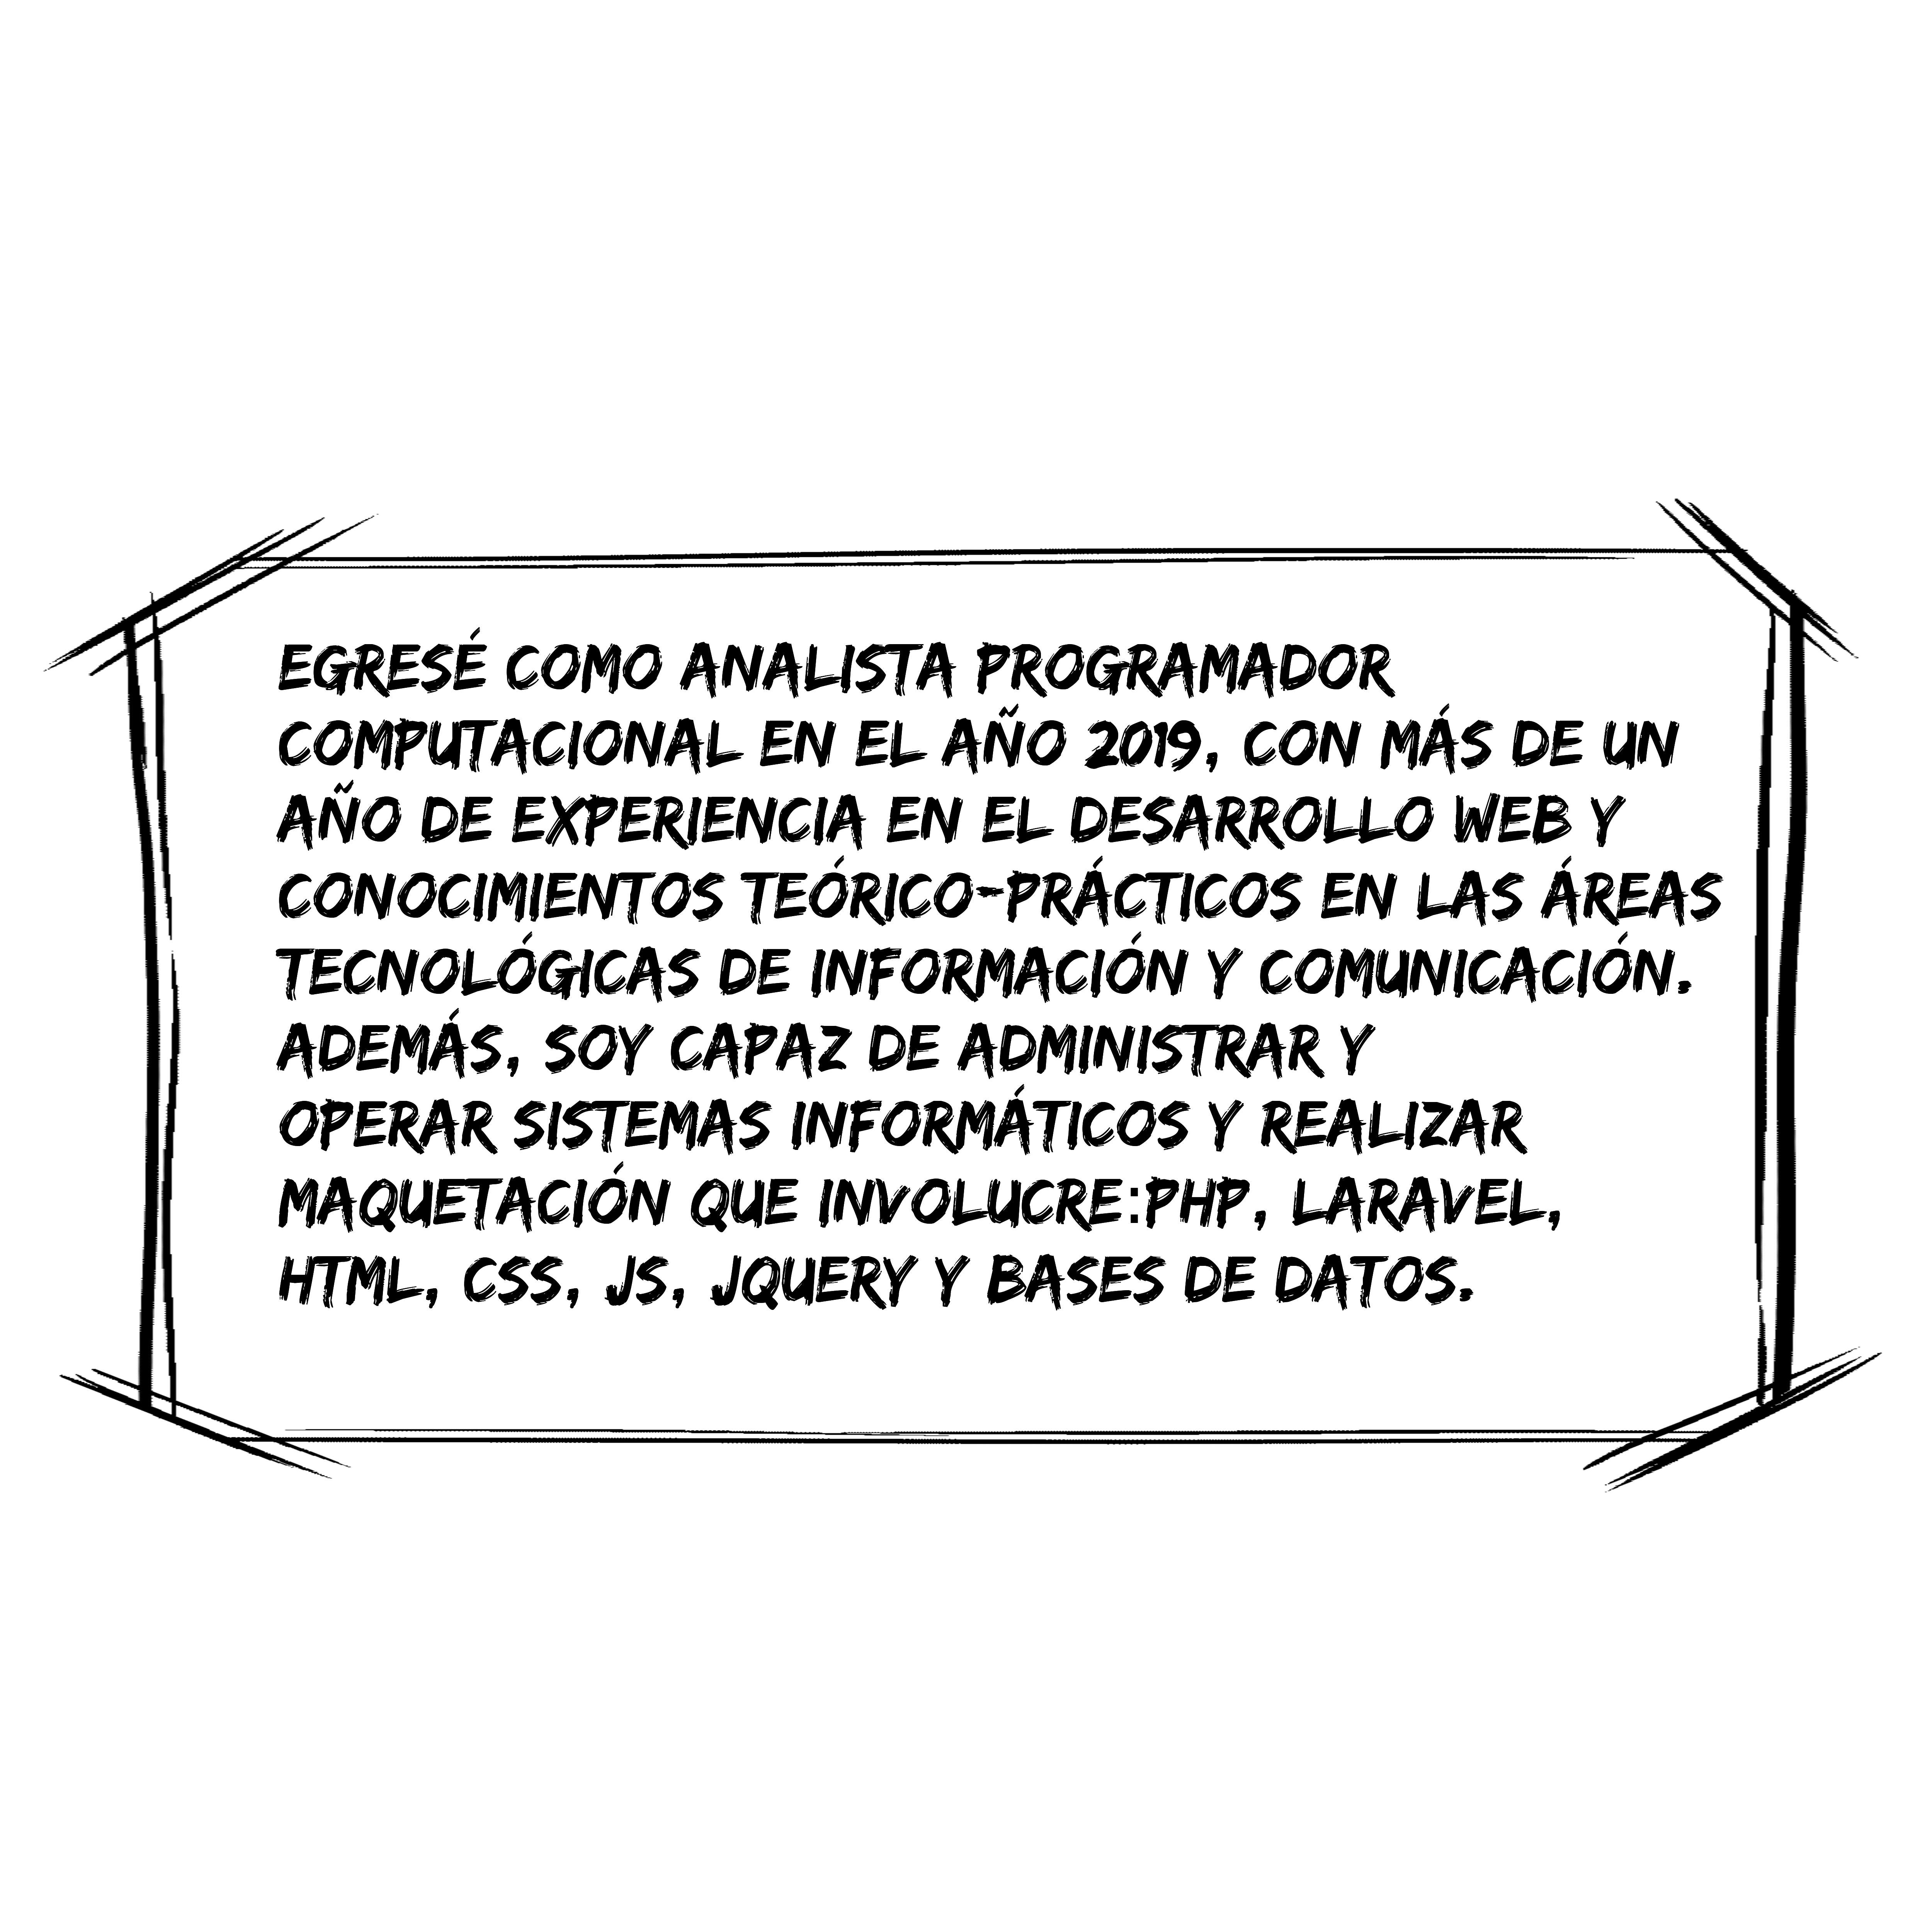 EGRESÉ COMO ANALISTA PROGRAMADOR
COMPUTACIONAL EN EL AÑO 2019, CON MÁS DE UN
AÑO DE EXPERIENCIA EN EL DESARROLLO WEB Y
CONOCIMIENTOS TEÓRICO-PRÁCTICOS EN LAS ÁREAS
TECNOLÓGICAS DE INFORMACIÓN Y COMUNICACIÓN.
ADEMÁS, SOY CAPAZ DE ADMINISTRAR Y
OPERAR SISTEMAS INFORMÁTICOS Y REALIZAR
MAQUETACIÓN QUE INVOLUCRE:PHP, LARAVEL,
HTML, CSS, JS, JQUERY Y BASES DE DATOS.